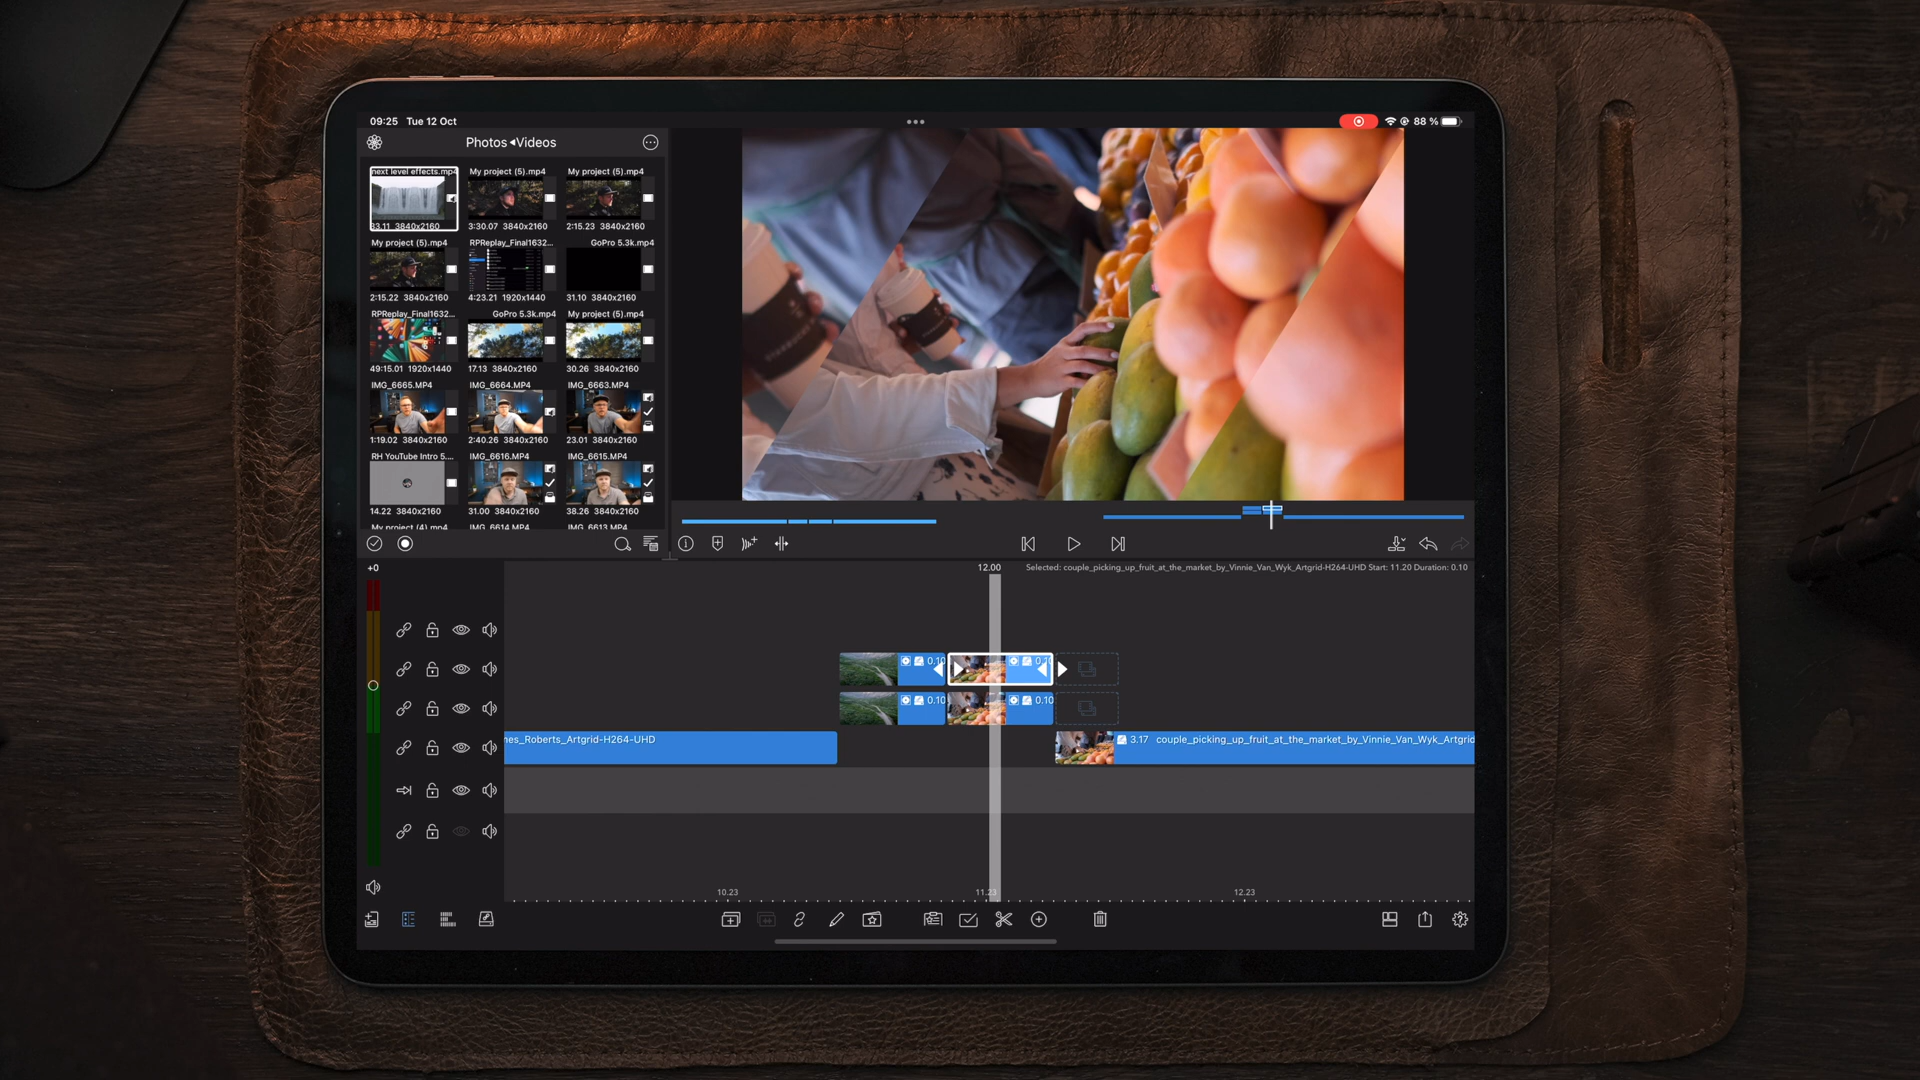 09:25 Tue 12 Oct
88 %
Photos Videos
next level effects.mp4
My project (5).mp4
My project (5).mp4
33.11 3840x2160
3:30.07 3840x2160
2:15.23 3840x2160
My project (5).mp4
RPReplay_Final1632...
GoPro 5.3k.mp4
2:15.22 3840x2160
4:23.21 1920x1440
31.10 3840x2160
RPReplay_Final1632...
GoPro 5.3k.mp4
My project (5).mp4
49:15.01 1920x1440
17.13 3840x2160
30.26 3840x2160
IMG_6665.MP4
IMG_6664.MP4
IMG_6663.MP4
1:19.02 3840x2160
2:40.26 3840x2160
23.01 3840x2160
RH YouTube Intro 5....
IMG_6616.MP4
IMG_6615.MP4
14.22 3840x2160
31.00 3840x2160
38.26 3840x2160
My project (4).mp4
IMG_6614.MP4
IMG_6613.MP4
+0
12.00
Selected: couple_picking_up_fruit_at_the_market_by_Vinnie_Van_Wyk_Artgrid-H264-UHD Start: 11.20 Duration: 0.10
0.10
0.10
0.10
0.10
nes_Roberts_Artgrid-H264-UHD
3.17 couple_picking_up_fruit_at_the_market_by_Vinnie_Van_Wyk_Artgrid
10.23
11.23
12.23